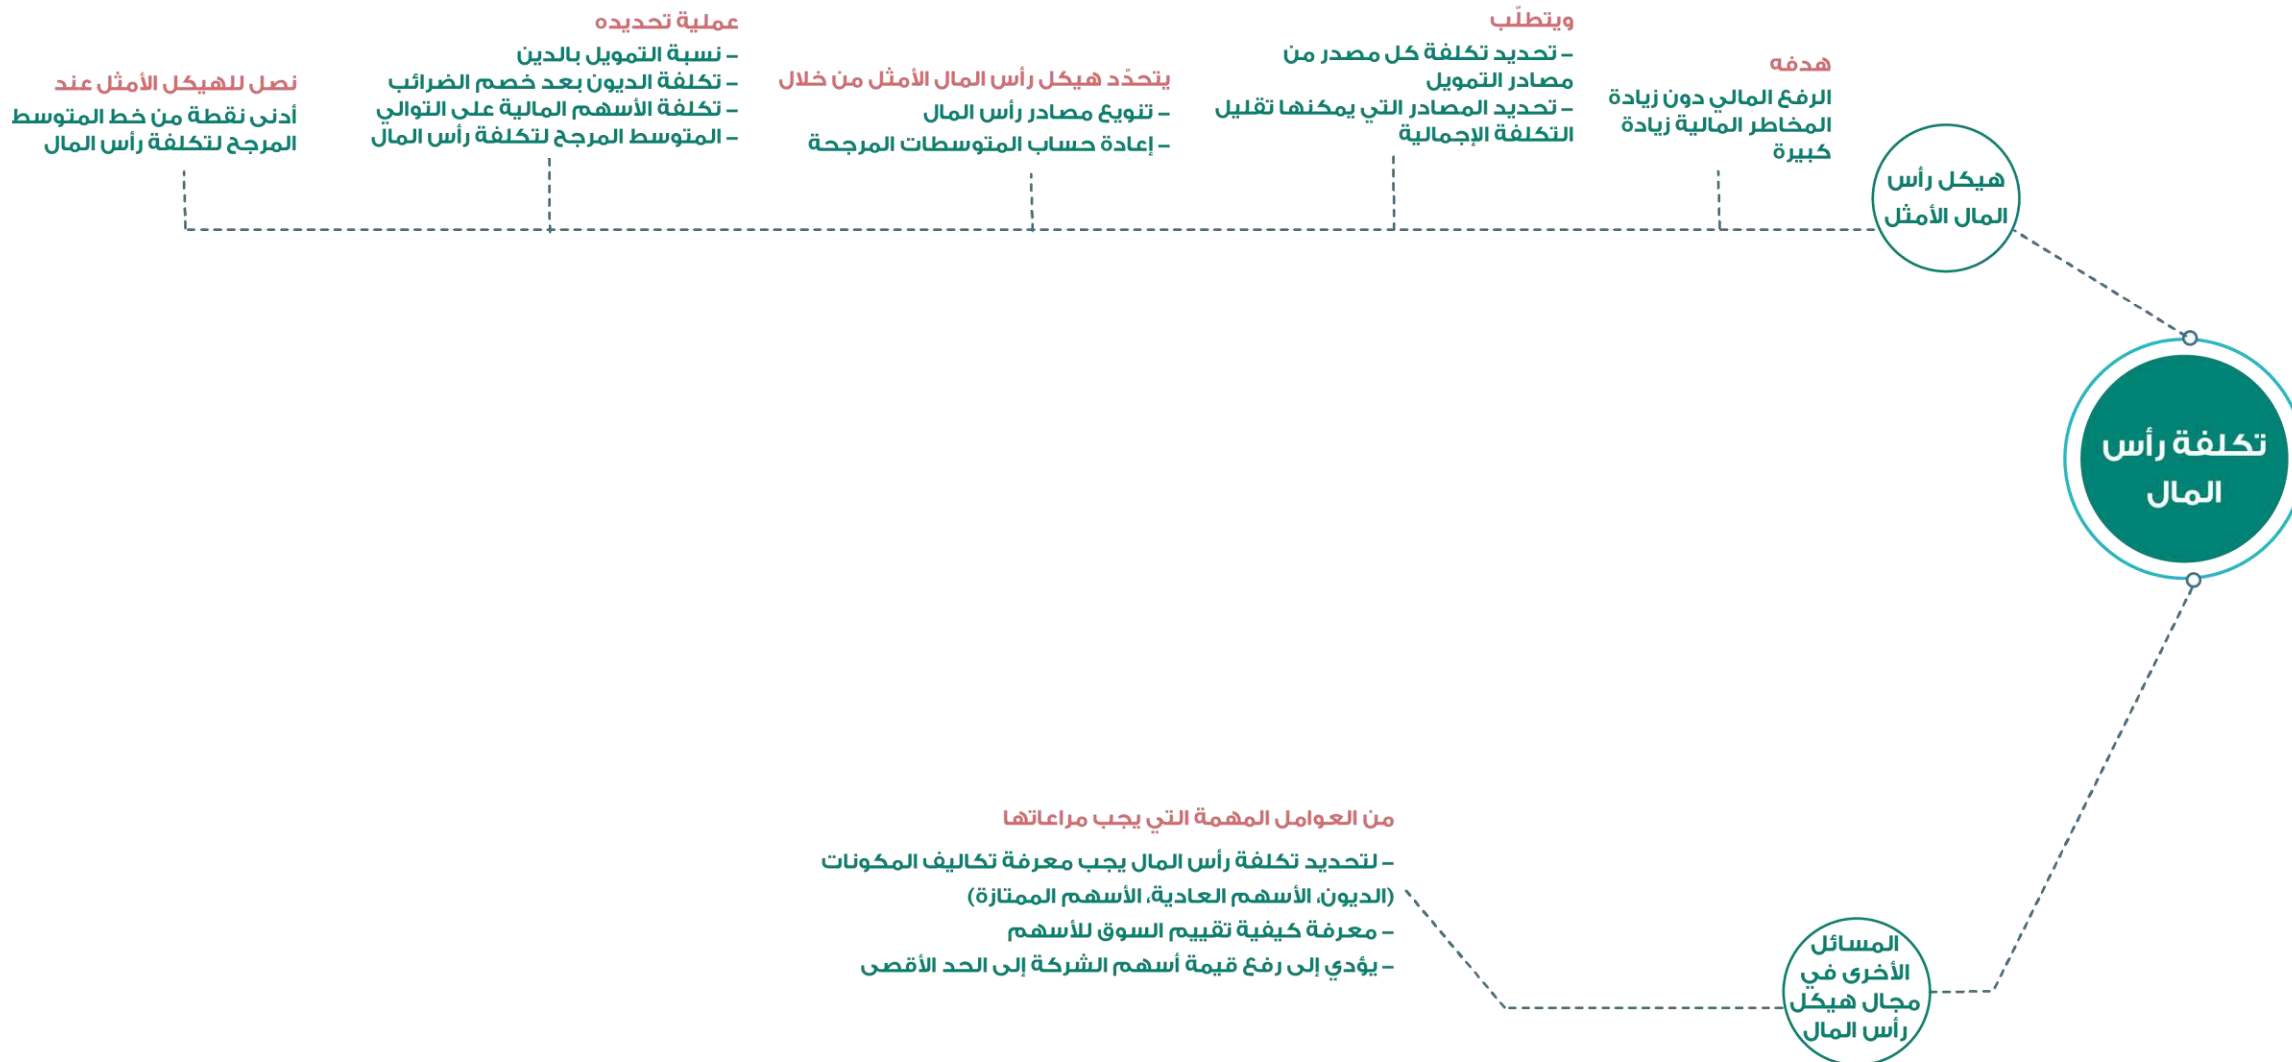 تكلفة رأس
المال
هيكل رأس
المال الأمثل
هدفه
الرفع المالي دون زيادة
المخاطر المالية زيادة
كبيرة
ويتطلّب
- تحديد تكلفة كل مصدر من
مصادر التمويل
- تحديد المصادر التي يمكنها تقليل
التكلفة الإجمالية
يتحدّد هيكل رأس المال الأمثل من خلال
- تنويع مصادر رأس المال
- إعادة حساب المتوسطات المرجحة
عملية تحديده
- نسبة التمويل بالدين
- تكلفة الديون بعد خصم الضرائب
- تكلفة الأسهم المالية على التوالي
- المتوسط المرجح لتكلفة رأس المال
نصل للهيكل الأمثل عند
أدنى نقطة من خط المتوسط
المرجح لتكلفة رأس المال
المسائل
الأخرى في
مجال هيكل
رأس المال
من العوامل المهمة التي يجب مراعاتها
- لتحديد تكلفة رأس المال يجب معرفة تكاليف المكونات
(الديون، الأسهم العادية، الأسهم الممتازة)
- معرفة كيفية تقييم السوق للأسهم
- يؤدي إلى رفع قيمة أسهم الشركة إلى الحد الأقصى